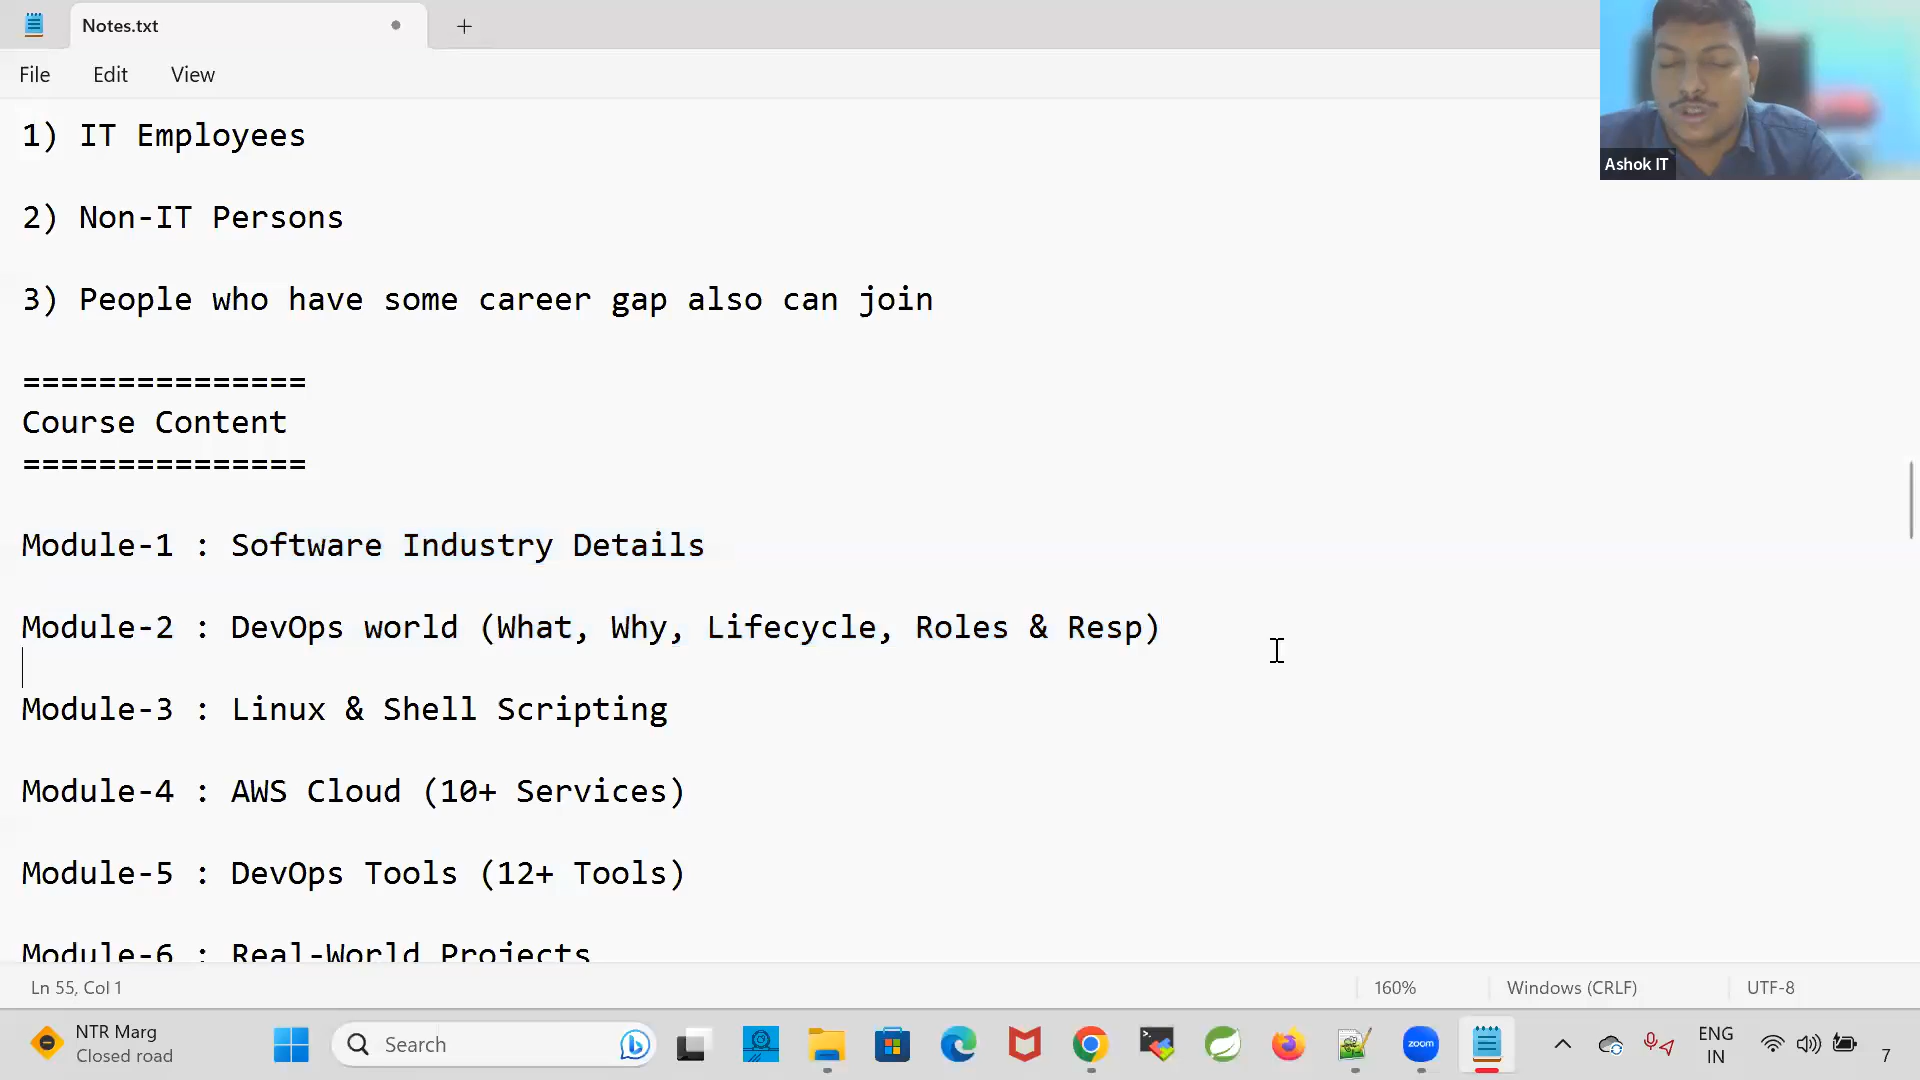 Notes.txt
File Edit View
1) IT Employees
2) Non-IT Persons
3) People who have some career gap also can join
===============
Course Content
===============
Module-1 : Software Industry Details
Module-2 : DevOps world (What, Why, Lifecycle, Roles & Resp)
Module-3 : Linux & Shell Scripting
Module-4 : AWS Cloud (10+ Services)
Module-5 : DevOps Tools (12+ Tools)
Module-6 : Real-World Projects
Ashok IT
Ln 55, Col 1 160% Windows (CRLF) UTF-8
NTR Marg
Closed road
Search
zoom
ENG
IN
7